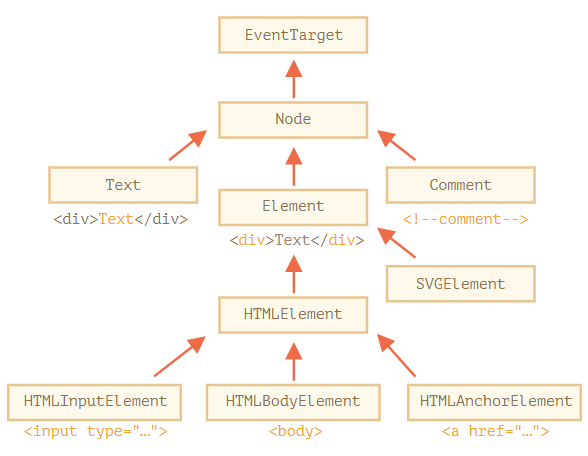 EventTarget
Node
Text
Element
Comment
<div>Text</div>
<div>Text</div>
<!--comment-->
SVGElement
HTMLElement
HTMLInputElement
HTMLBodyElement
HTMLAnchorElement
<input type="…">
<body>
<a href="…">